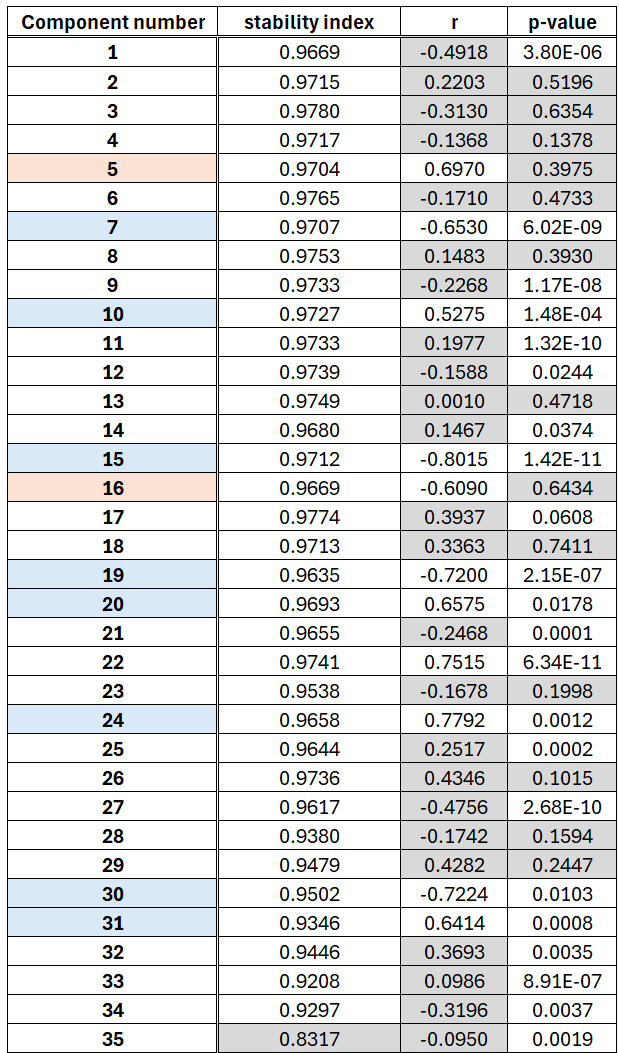 Component number stability index r p-value
1 0.9669 -0.4918 3.80E-06
2 0.9715 0.2203 0.5196
3 0.9780 -0.3130 0.6354
4 0.9717 -0.1368 0.1378
5 0.9704 0.6970 0.3975
6 0.9765 -0.1710 0.4733
7 0.9707 -0.6530 6.02E-09
8 0.9753 0.1483 0.3930
9 0.9733 -0.2268 1.17E-08
10 0.9727 0.5275 1.48E-04
11 0.9733 0.1977 1.32E-10
12 0.9739 -0.1588 0.0244
13 0.9749 0.0010 0.4718
14 0.9680 0.1467 0.0374
15 0.9712 -0.8015 1.42E-11
16 0.9669 -0.6090 0.6434
17 0.9774 0.3937 0.0608
18 0.9713 0.3363 0.7411
19 0.9635 -0.7200 2.15E-07
20 0.9693 0.6575 0.0178
21 0.9655 -0.2468 0.0001
22 0.9741 0.7515 6.34E-11
23 0.9538 -0.1678 0.1998
24 0.9658 0.7792 0.0012
25 0.9644 0.2517 0.0002
26 0.9736 0.4346 0.1015
27 0.9617 -0.4756 2.68E-10
28 0.9380 -0.1742 0.1594
29 0.9479 0.4282 0.2447
30 0.9502 -0.7224 0.0103
31 0.9346 0.6414 0.0008
32 0.9446 0.3693 0.0035
33 0.9208 0.0986 8.91E-07
34 0.9297 -0.3196 0.0037
35 0.8317 -0.0950 0.0019